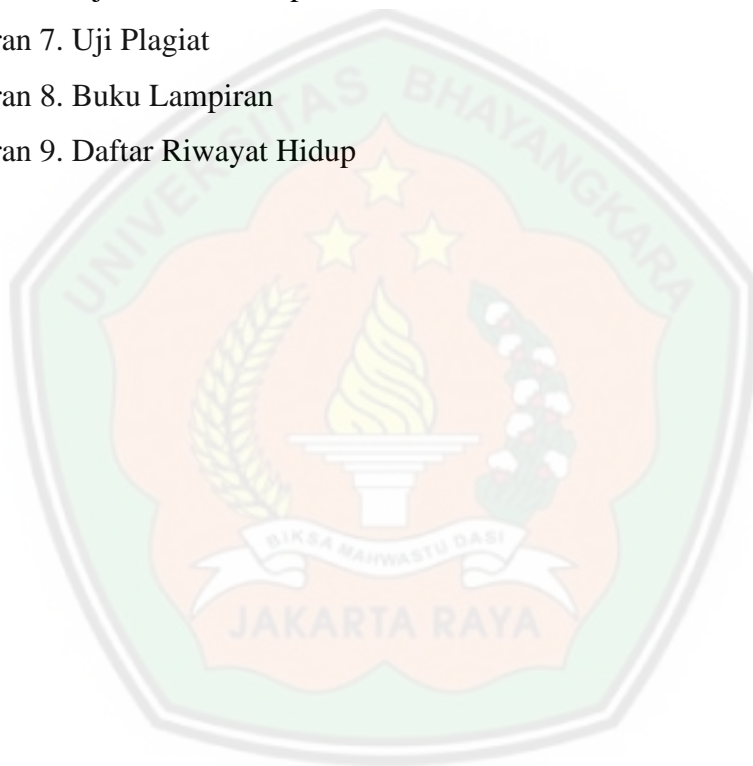 ran 7. Uji Plagiat
ran 8. Buku Lampiran
ran 9. Daftar Riwayat Hidup
UNIVERSITAS BHAYANGKARA
BIKSA MAHWASTU DASI
JAKARTA RAYA